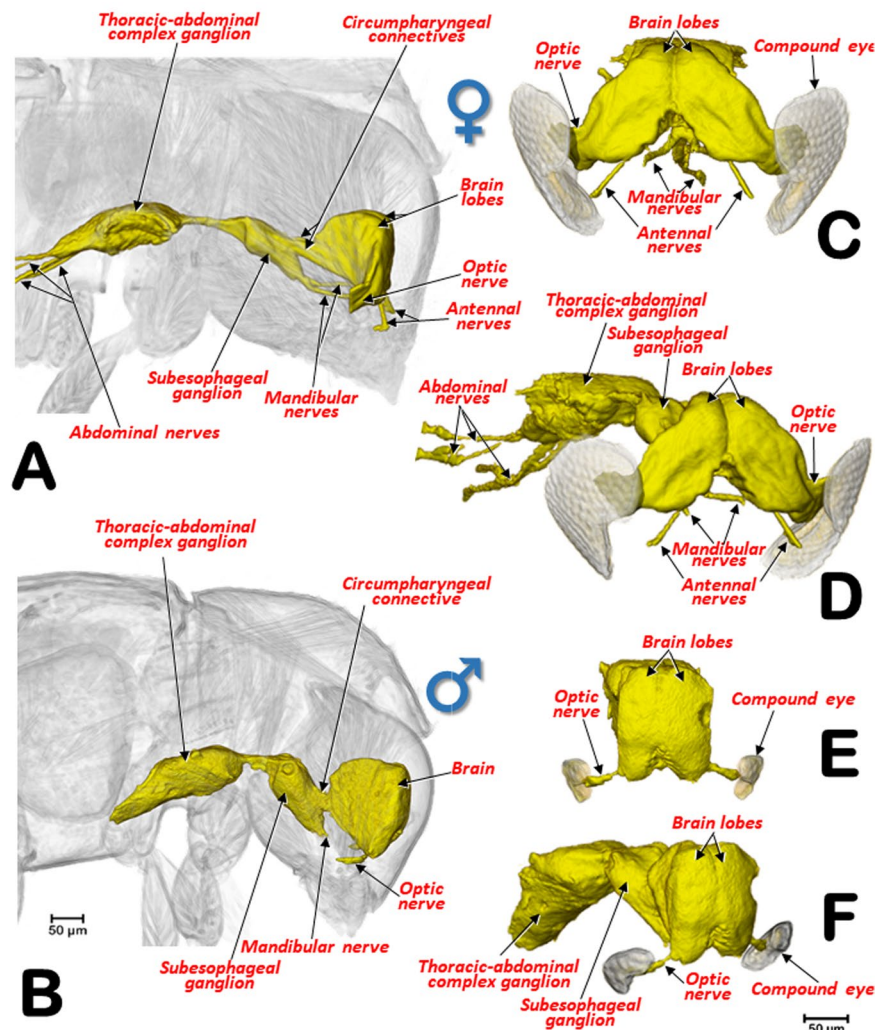 Thoracic-abdominal
complex ganglion
Circumpharyngeal
connectives
Brain
lobes
Optic
nerve
Antennal
nerves
Subesophageal
ganglion
Mandibular
nerves
Abdominal nerves
A
Brain lobes
Optic
nerve
Compound eye
Mandibular
nerves
Antennal
nerves
C
Thoracic-abdominal
complex ganglion
Subesophageal
ganglion
Brain lobes
Abdominal
nerves
Optic
nerve
Mandibular
nerves
Antennal
nerves
D
Thoracic-abdominal
complex ganglion
Circumpharyngeal
connective
Brain
Optic
nerve
Mandibular nerve
Subesophageal
ganglion
50 µm
B
Brain lobes
Optic
nerve
Compound eye
E
Brain lobes
Thoracic-abdominal
complex ganglion
Subesophageal
ganglion
Optic
nerve
Compound eye
F
50 µm